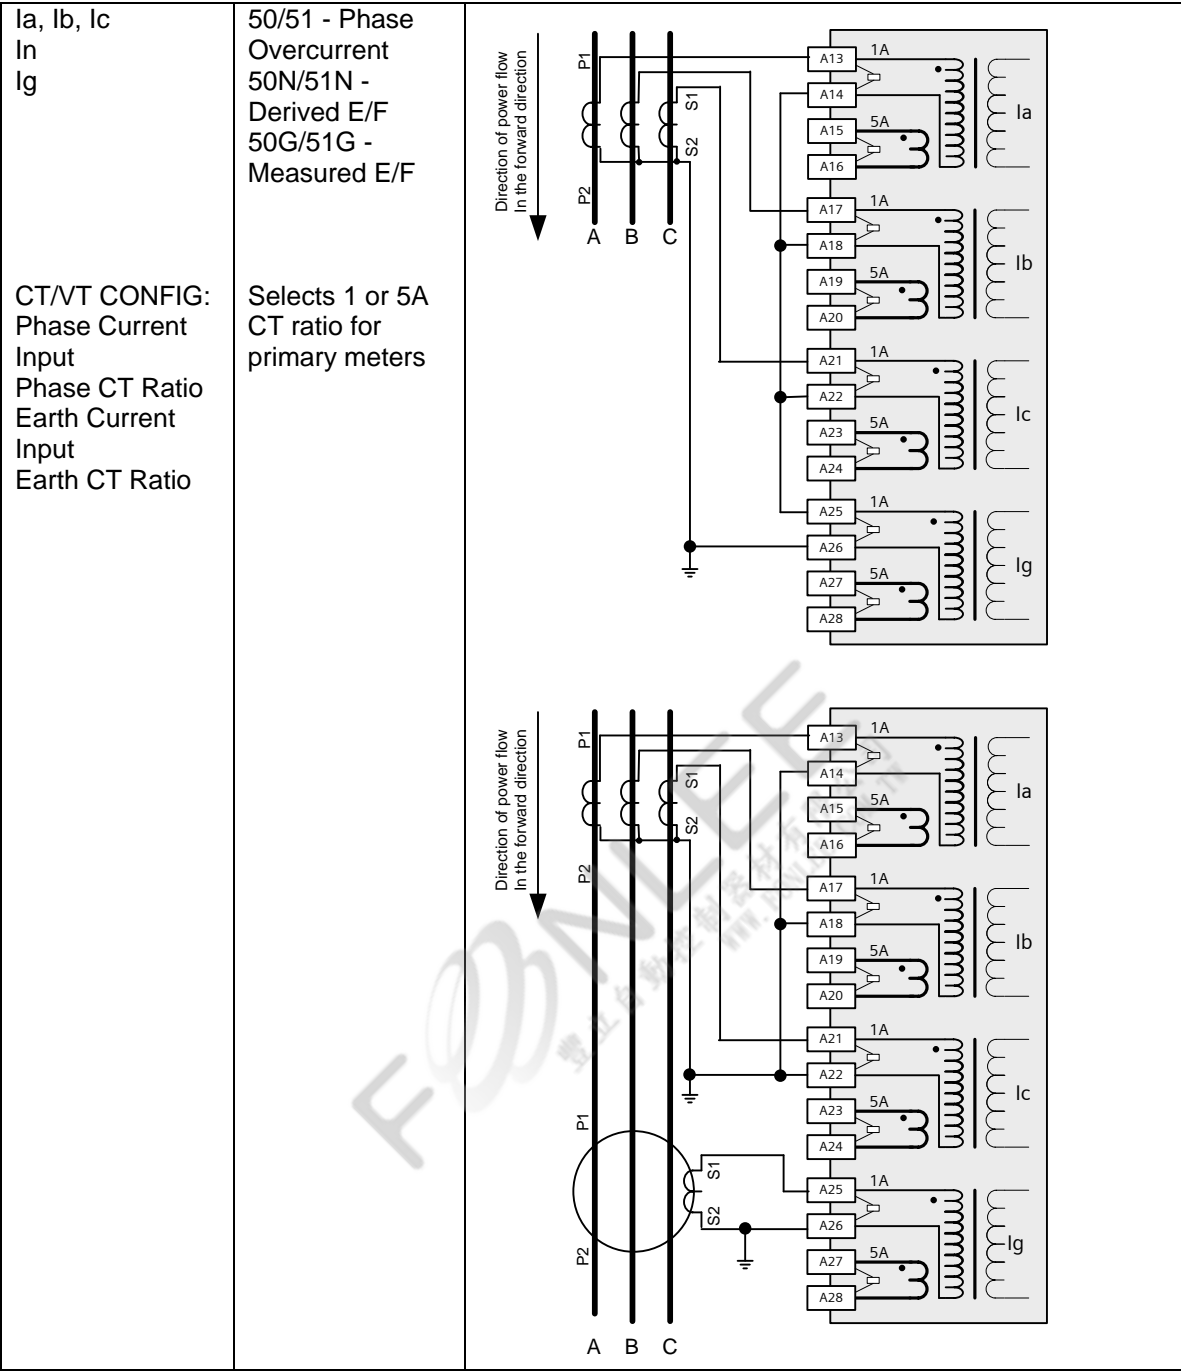 Ia, Ib, Ic
In
Ig
50/51 - Phase
Overcurrent
50N/51N -
Derived E/F
50G/51G -
Measured E/F
CT/VT CONFIG:
Phase Current
Input
Phase CT Ratio
Earth Current
Input
Earth CT Ratio
Selects 1 or 5A
CT ratio for
primary meters
Direction of power flow
In the forward direction
P1
P2
S1
S2
A B C
A13
1A
A14
A15
5A
A16
Ia
A17
1A
A18
A19
5A
A20
Ib
A21
1A
A22
A23
5A
A24
Ic
A25
1A
A26
A27
5A
A28
Ig
Direction of power flow
In the forward direction
P1
P2
S1
S2
A13
1A
A14
A15
5A
A16
Ia
A17
1A
A18
A19
5A
A20
Ib
A21
1A
A22
A23
5A
A24
Ic
P1
P2
S1
S2
A25
1A
A26
A27
5A
A28
Ig
A B C
FONLEE
WWW.FONLEE.COM.TW